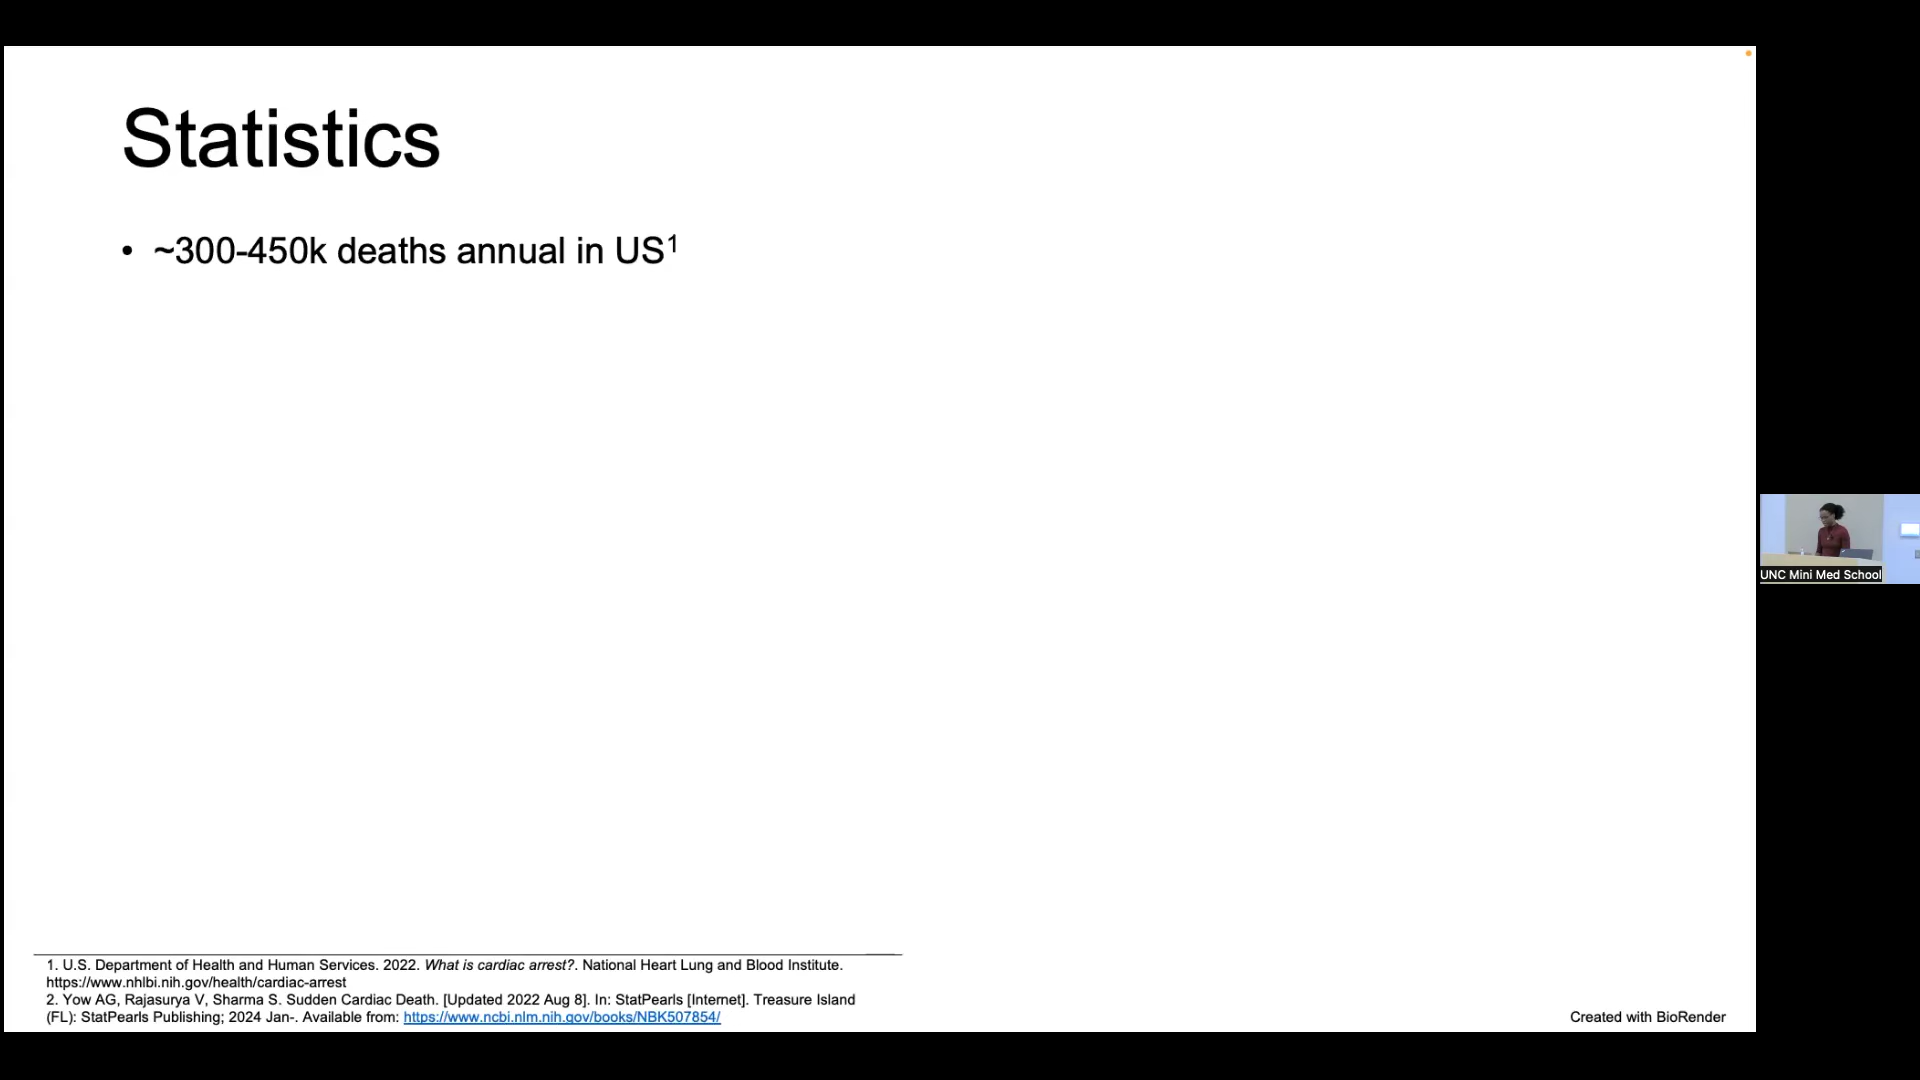 Statistics
• ~300-450k deaths annual in US¹
UNC Mini Med School
1. U.S. Department of Health and Human Services. 2022. What is cardiac arrest?. National Heart Lung and Blood Institute.
https://www.nhlbi.nih.gov/health/cardiac-arrest
2. Yow AG, Rajasurya V, Sharma S. Sudden Cardiac Death. [Updated 2022 Aug 8]. In: StatPearls [Internet]. Treasure Island
(FL): StatPearls Publishing; 2024 Jan-. Available from: https://www.ncbi.nlm.nih.gov/books/NBK507854/
Created with BioRender